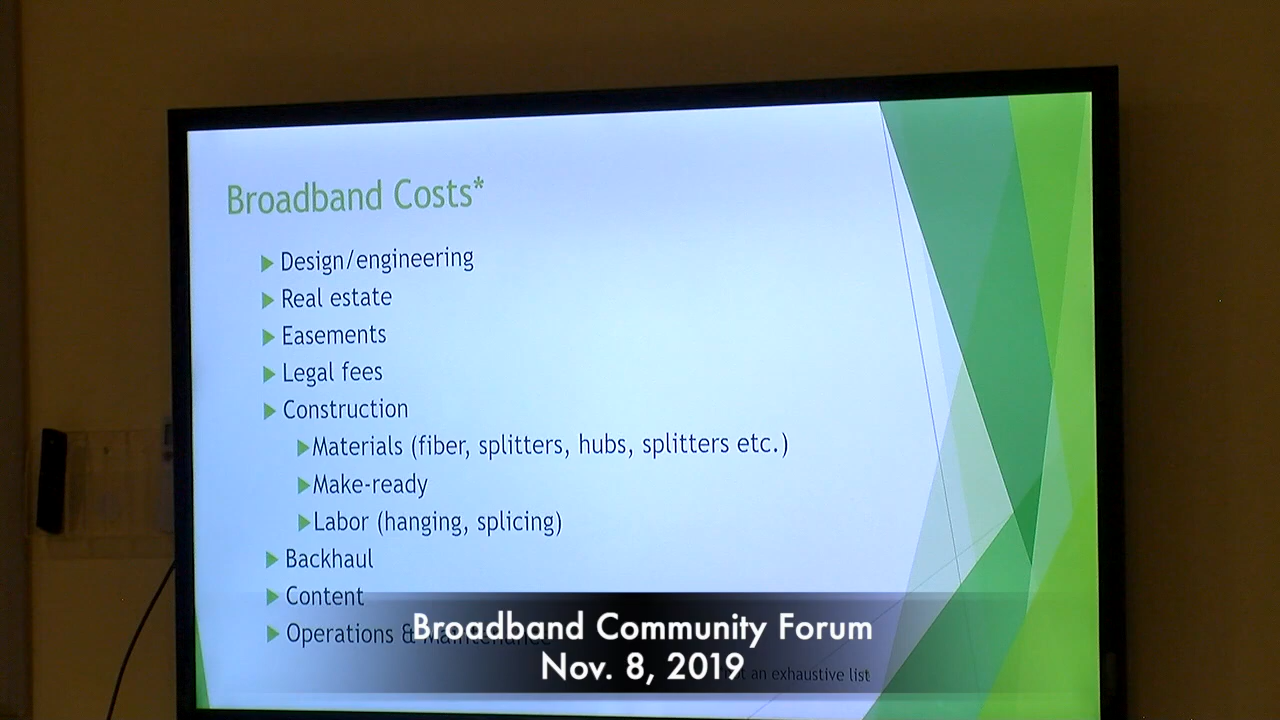 Broadband Costs*
Design/engineering
Real estate
Easements
Legal fees
Construction
Materials (fiber, splitters, hubs, splitters etc.)
Make-ready
Labor (hanging, splicing)
Backhaul
Content
Operations & Maintenance
an exhaustive list
Broadband Community Forum
Nov. 8, 2019